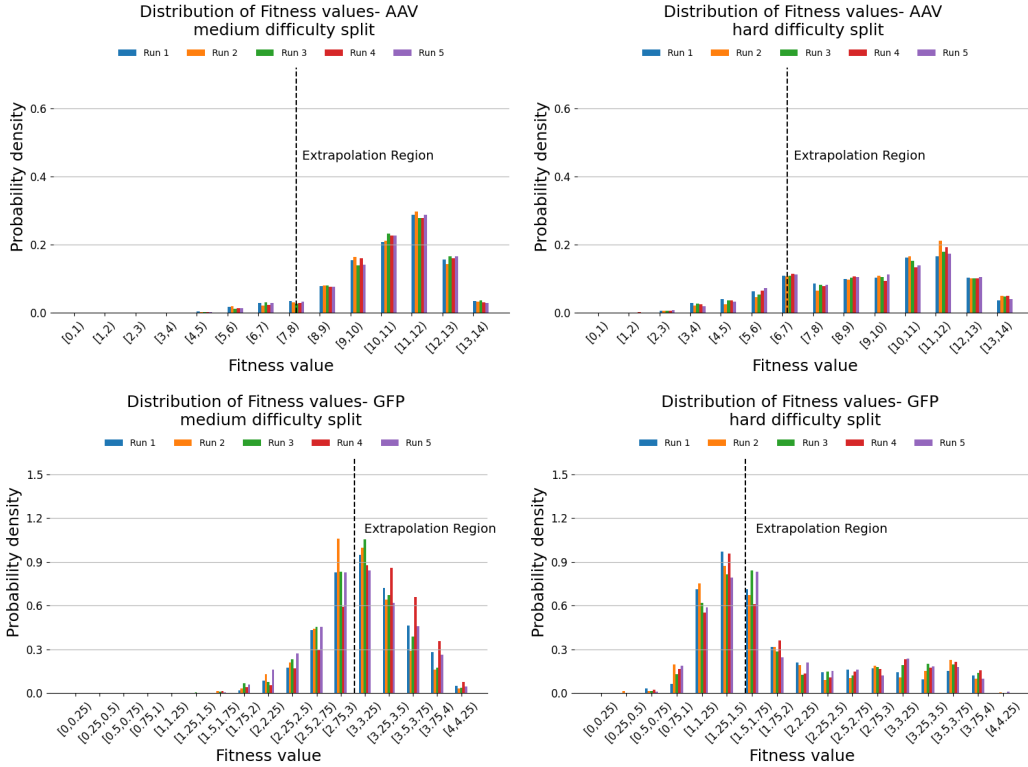 Distribution of Fitness values- AAV
medium difficulty split
Run 1 Run 2 Run 3 Run 4 Run 5
Probability density
0.6
0.4
0.2
0.0
Extrapolation Region
[0,1) [1,2) [2,3) [3,4) [4,5) [5,6) [6,7) [7,8) [8,9) [9,10) [10,11) [11,12) [12,13) [13,14)
Fitness value
Distribution of Fitness values- AAV
hard difficulty split
Run 1 Run 2 Run 3 Run 4 Run 5
Probability density
0.6
0.4
0.2
0.0
Extrapolation Region
[0,1) [1,2) [2,3) [3,4) [4,5) [5,6) [6,7) [7,8) [8,9) [9,10) [10,11) [11,12) [12,13) [13,14)
Fitness value
Distribution of Fitness values- GFP
medium difficulty split
Run 1 Run 2 Run 3 Run 4 Run 5
Probability density
1.5
1.2
0.9
0.6
0.3
0.0
Extrapolation Region
[0,0.25) [0.25,0.5) [0.5,0.75) [0.75,1) [1,1.25) [1.25,1.5) [1.5,1.75) [1.75,2) [2,2.25) [2.25,2.5) [2.5,2.75) [2.75,3) [3,3.25) [3.25,3.5) [3.5,3.75) [3.75,4) [4,4.25)
Fitness value
Distribution of Fitness values- GFP
hard difficulty split
Run 1 Run 2 Run 3 Run 4 Run 5
Probability density
1.5
1.2
0.9
0.6
0.3
0.0
Extrapolation Region
[0,0.25) [0.25,0.5) [0.5,0.75) [0.75,1) [1,1.25) [1.25,1.5) [1.5,1.75) [1.75,2) [2,2.25) [2.25,2.5) [2.5,2.75) [2.75,3) [3,3.25) [3.25,3.5) [3.5,3.75) [3.75,4) [4,4.25)
Fitness value